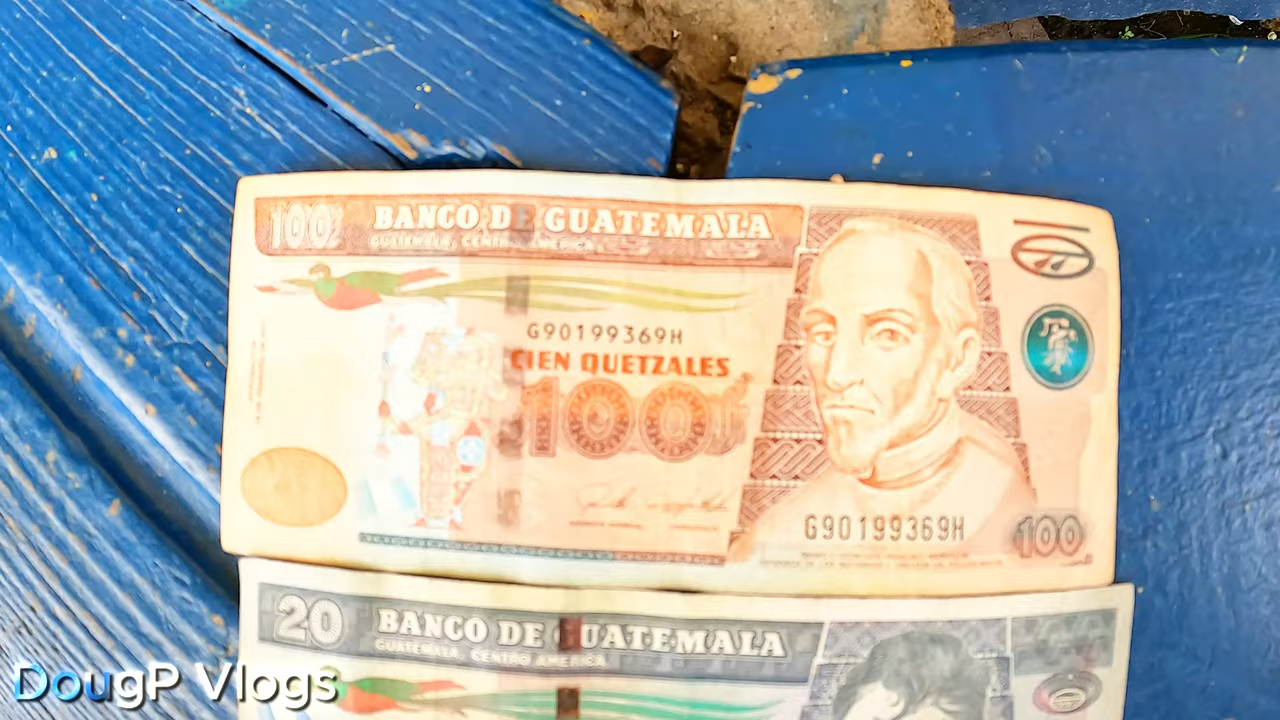 100
BANCO DE GUATEMALA
GUATEMALA, CENTRO AMERICA
G90199369H
CIEN QUETZALES
100
G90199369H
100
20
BANCO DE GUATEMALA
GUATEMALA, CENTRO AMERICA
DougP Vlogs